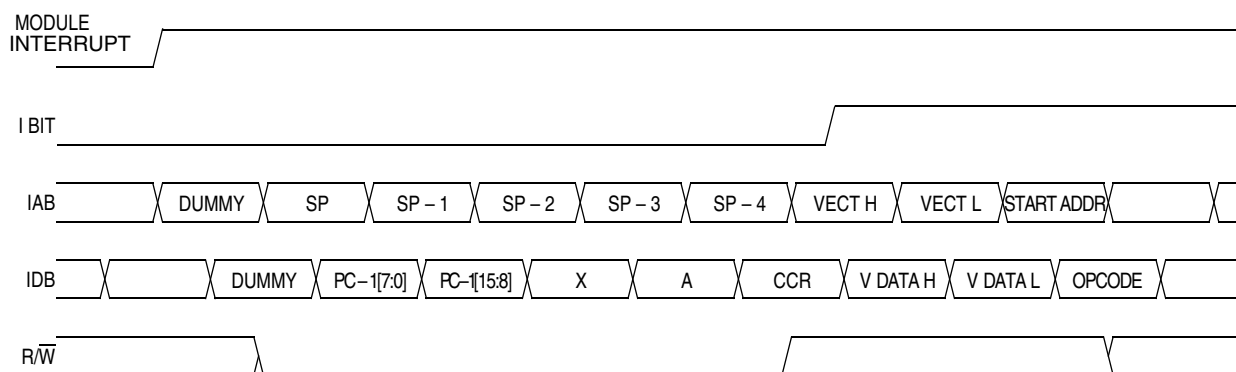 MODULE
INTERRUPT
I BIT
IAB DUMMY SP SP – 1 SP – 2 SP – 3 SP – 4 VECT H VECT L START ADDR
IDB DUMMY PC–1[7:0] PC–1[15:8] X A CCR V DATA H V DATA L OPCODE
R/W̅